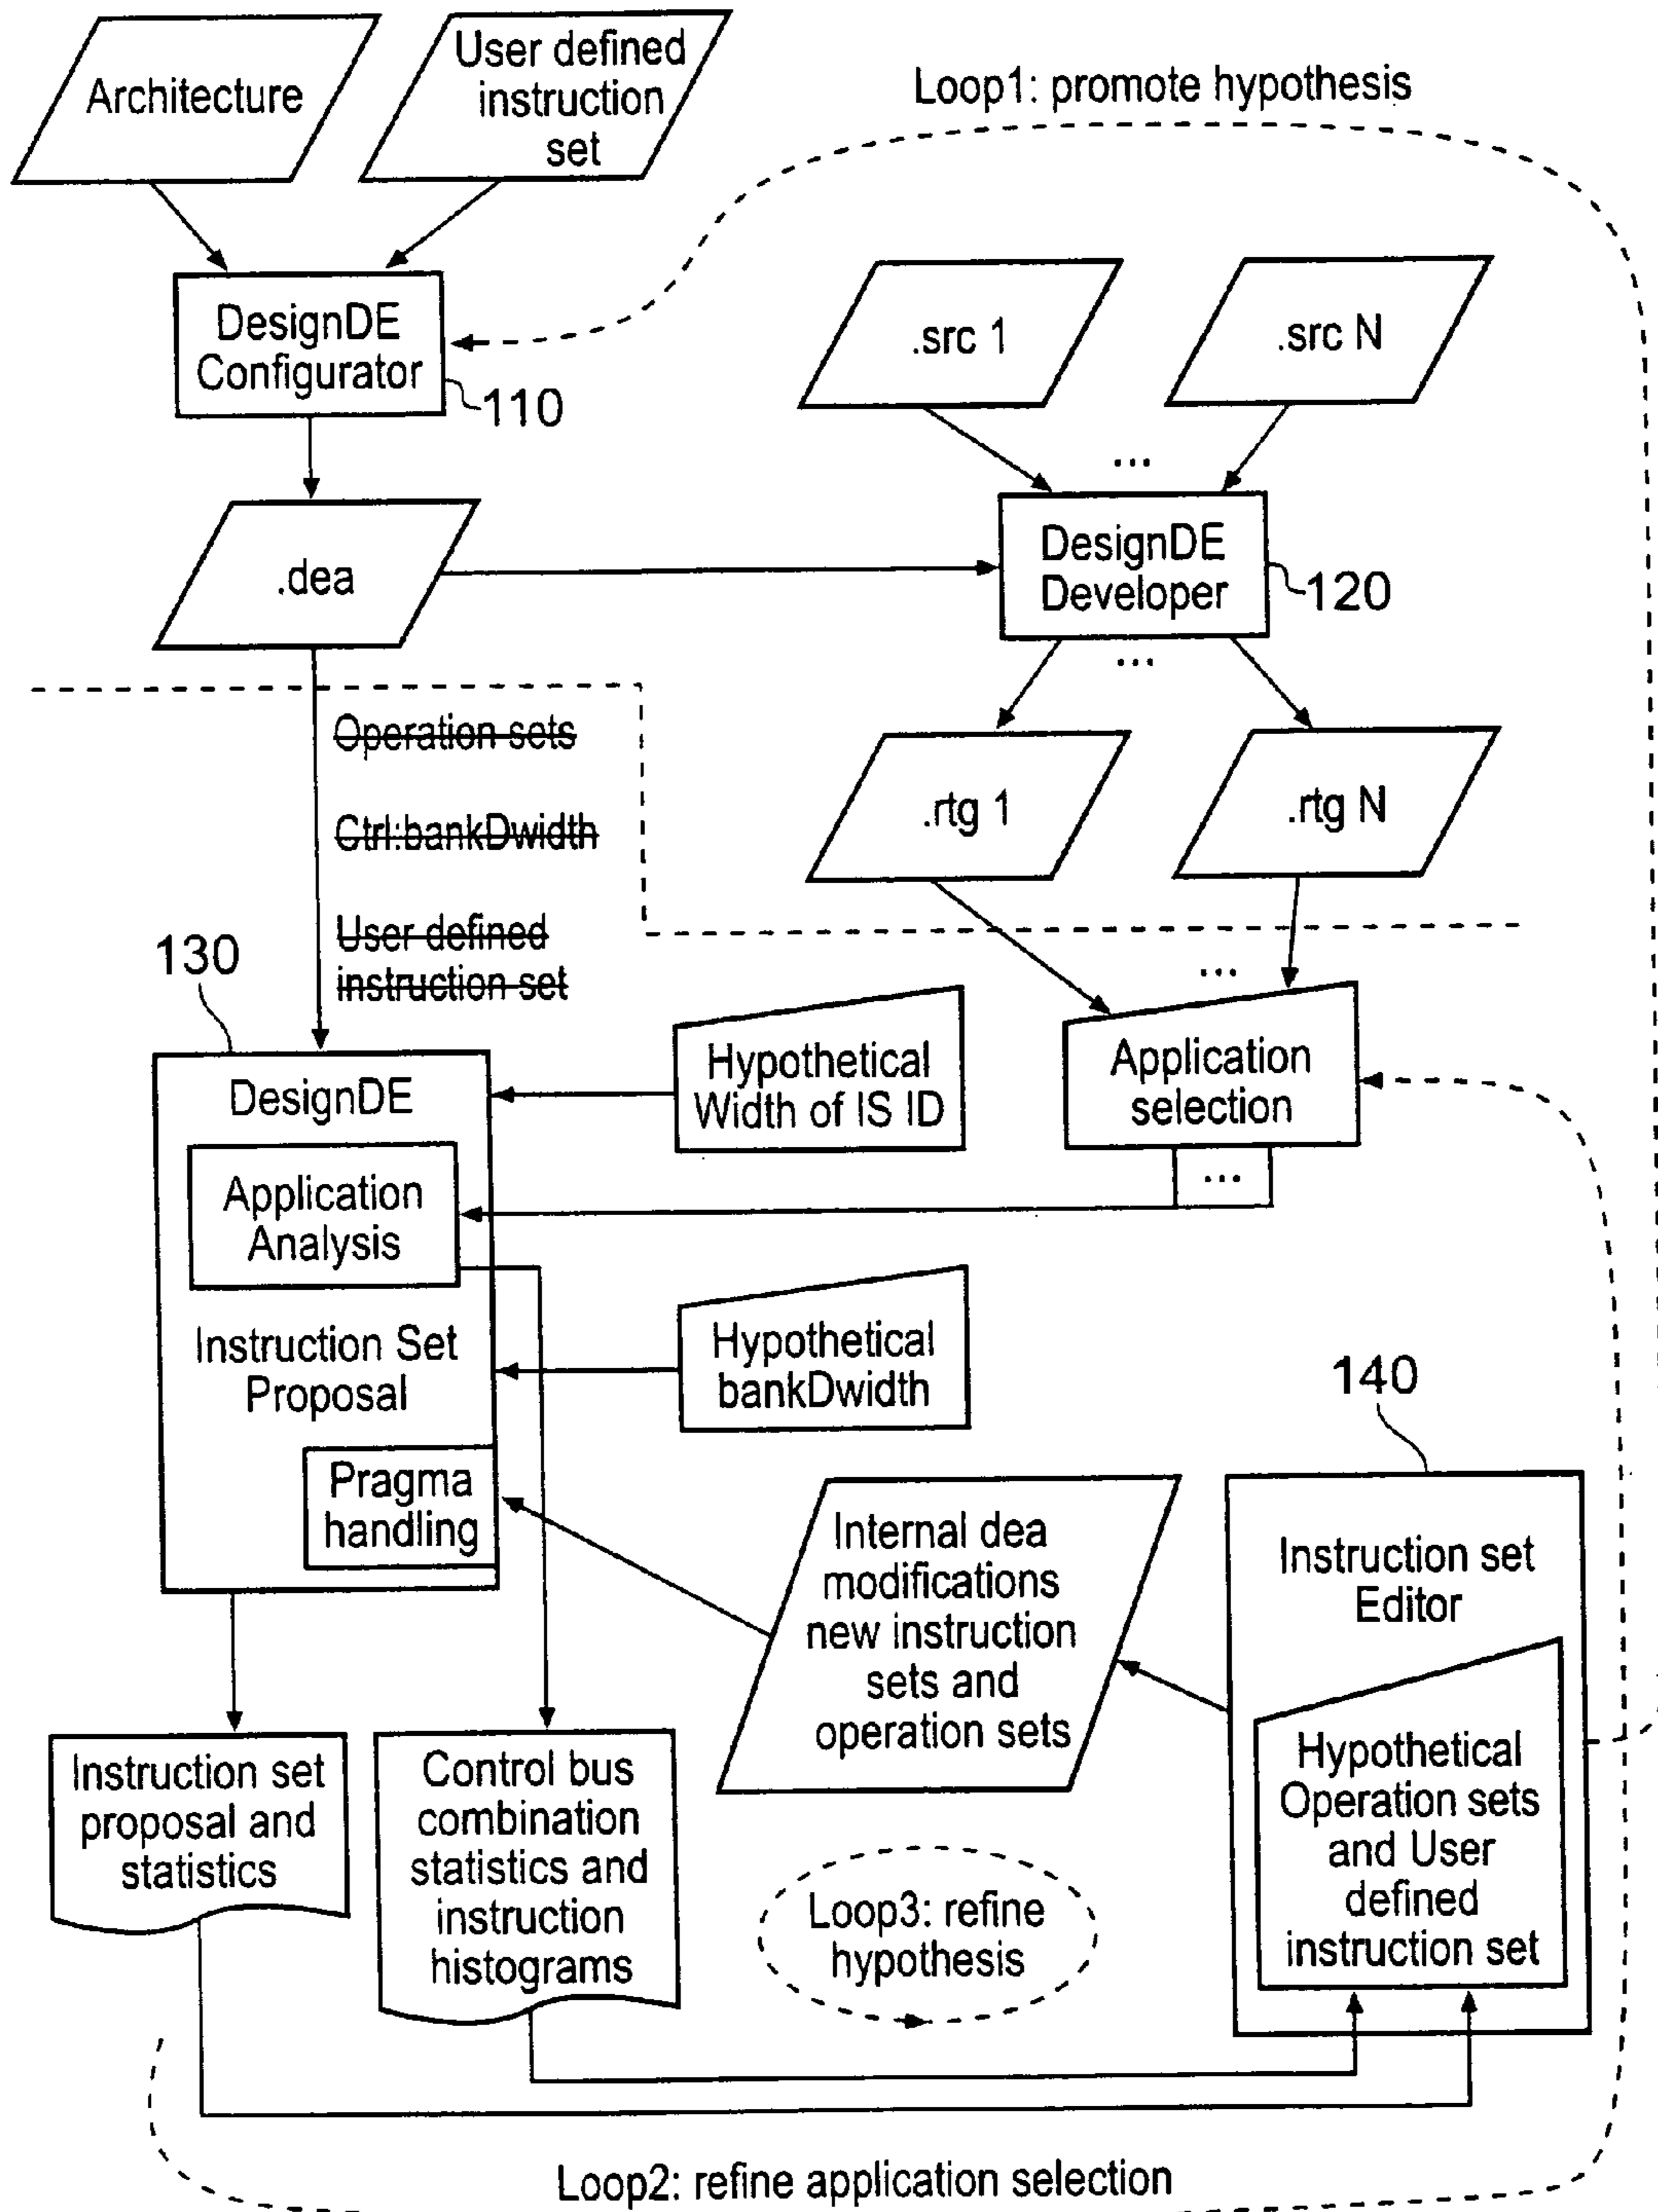 Architecture
User defined
instruction
set
Loop1: promote hypothesis
DesignDE
Configurator
110
.src 1
.src N
...
.dea
DesignDE
Developer
120
...
Operation sets
Ctrl:bankDwidth
User defined
instruction set
.rtg 1
.rtg N
...
130
DesignDE
Hypothetical
Width of IS ID
Application
selection
...
Application
Analysis
Instruction Set
Proposal
Hypothetical
bankDwidth
140
Pragma
handling
Internal dea
modifications
new instruction
sets and
operation sets
Instruction set
Editor
Hypothetical
Operation sets
and User
defined
instruction set
Instruction set
proposal and
statistics
Control bus
combination
statistics and
instruction
histograms
Loop3: refine
hypothesis
Loop2: refine application selection